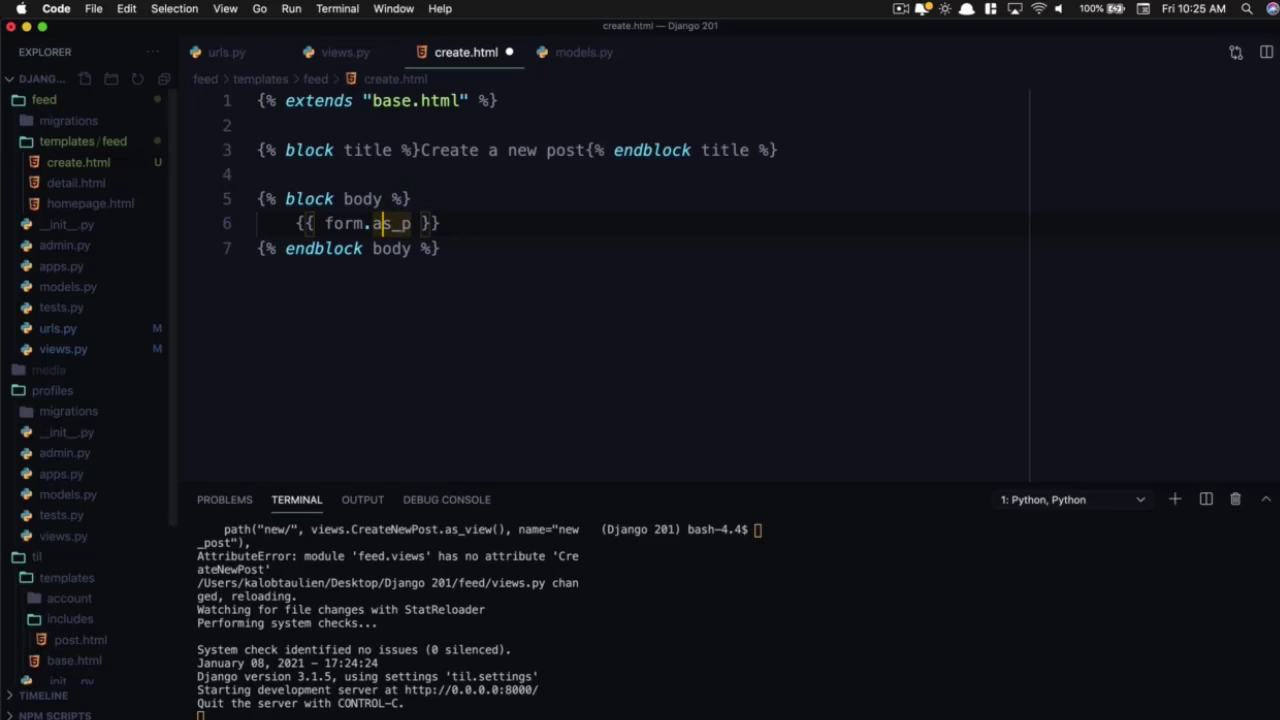 Code File Edit Selection View Go Run Terminal Window Help 100% Fri 10:25 AM
create.html — Django 201
EXPLORER ...
urls.py views.py create.html models.py
DJANG...
feed > templates > feed > create.html
feed
migrations
templates/feed
create.html U
detail.html
homepage.html
__init__.py
admin.py
apps.py
models.py
tests.py
urls.py M
views.py M
media
profiles
migrations
__init__.py
admin.py
apps.py
models.py
tests.py
views.py
til
templates
account
includes
post.html
base.html
__init__.py
TIMELINE
NPM SCRIPTS
1 {% extends "base.html" %}
2
3 {% block title %}Create a new post{% endblock title %}
4
5 {% block body %}
6 {{ form.as_p }}
7 {% endblock body %}
PROBLEMS TERMINAL OUTPUT DEBUG CONSOLE 1: Python, Python
path("new/", views.CreateNewPost.as_view(), name="new
_post"),
AttributeError: module 'feed.views' has no attribute 'Cre
ateNewPost'
/Users/kalobtaulien/Desktop/Django 201/feed/views.py chan
ged, reloading.
Watching for file changes with StatReloader
Performing system checks...
System check identified no issues (0 silenced).
January 08, 2021 - 17:24:24
Django version 3.1.5, using settings 'til.settings'
Starting development server at http://0.0.0.0:8000/
Quit the server with CONTROL-C.
(Django 201) bash-4.4$